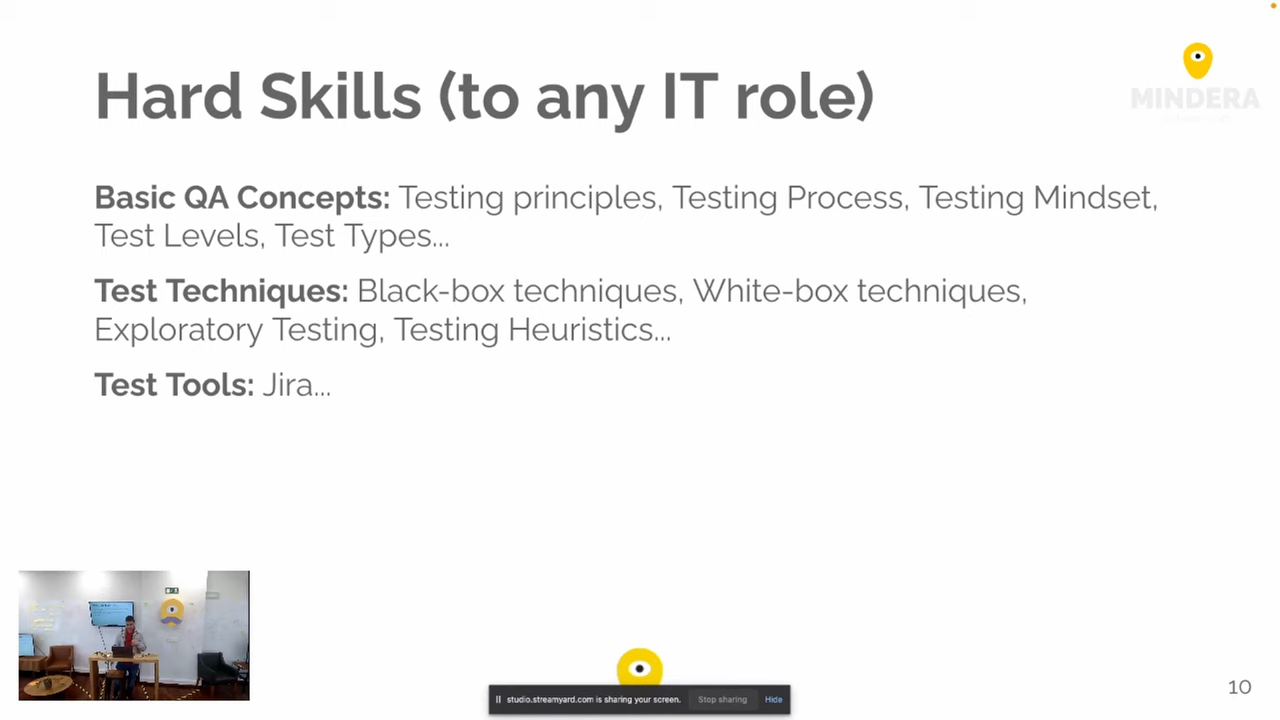 Hard Skills (to any IT role)
MINDERA
Basic QA Concepts: Testing principles, Testing Process, Testing Mindset,
Test Levels, Test Types...
Test Techniques: Black-box techniques, White-box techniques,
Exploratory Testing, Testing Heuristics...
Test Tools: Jira...
studio.streamyard.com is sharing your screen. Stop sharing Hide
10